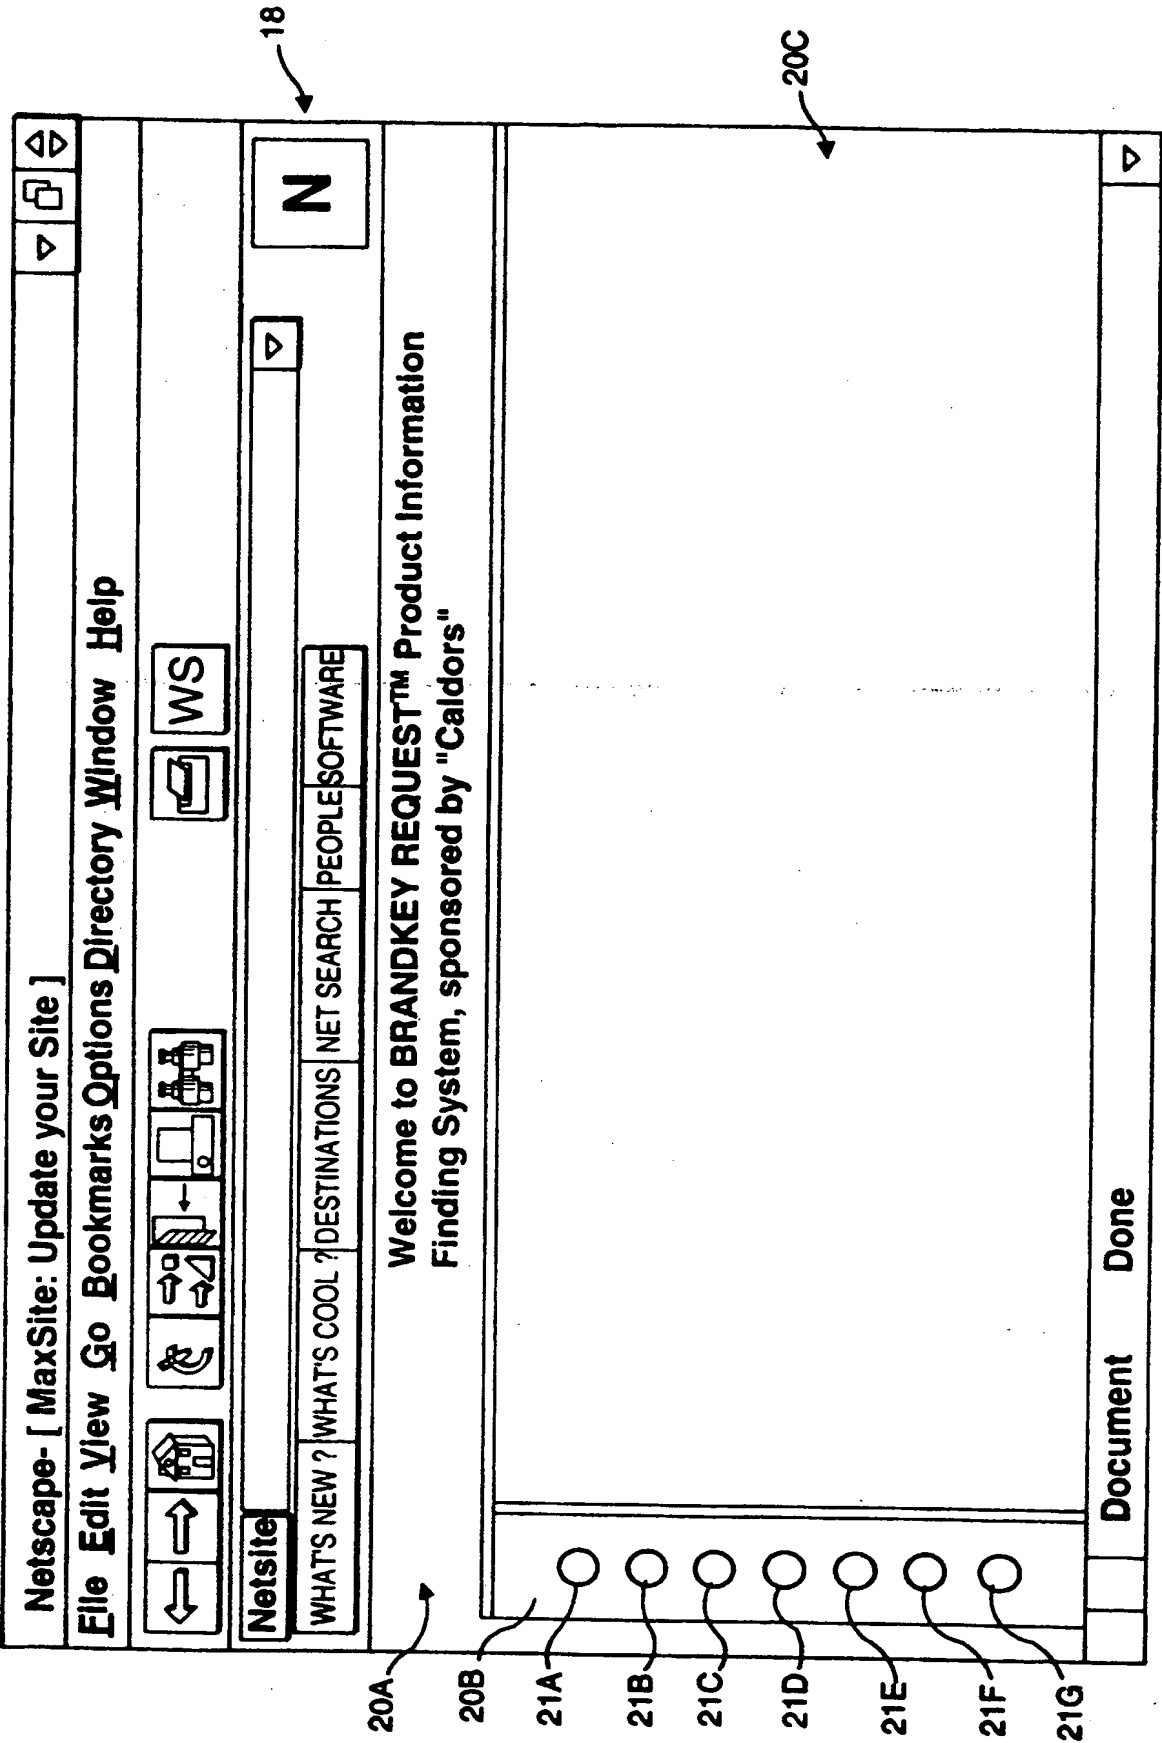 18
Netscape- [ MaxSite: Update your Site ]
File Edit View Go Bookmarks Options Directory Window Help
WS
Netsite
N
WHAT'S NEW ? WHAT'S COOL ? DESTINATIONS NET SEARCH PEOPLE SOFTWARE
Welcome to BRANDKEY REQUEST™ Product Information
Finding System, sponsored by "Caldors"
20A
20B
21A
21B
21C
21D
21E
21F
21G
20C
Document Done